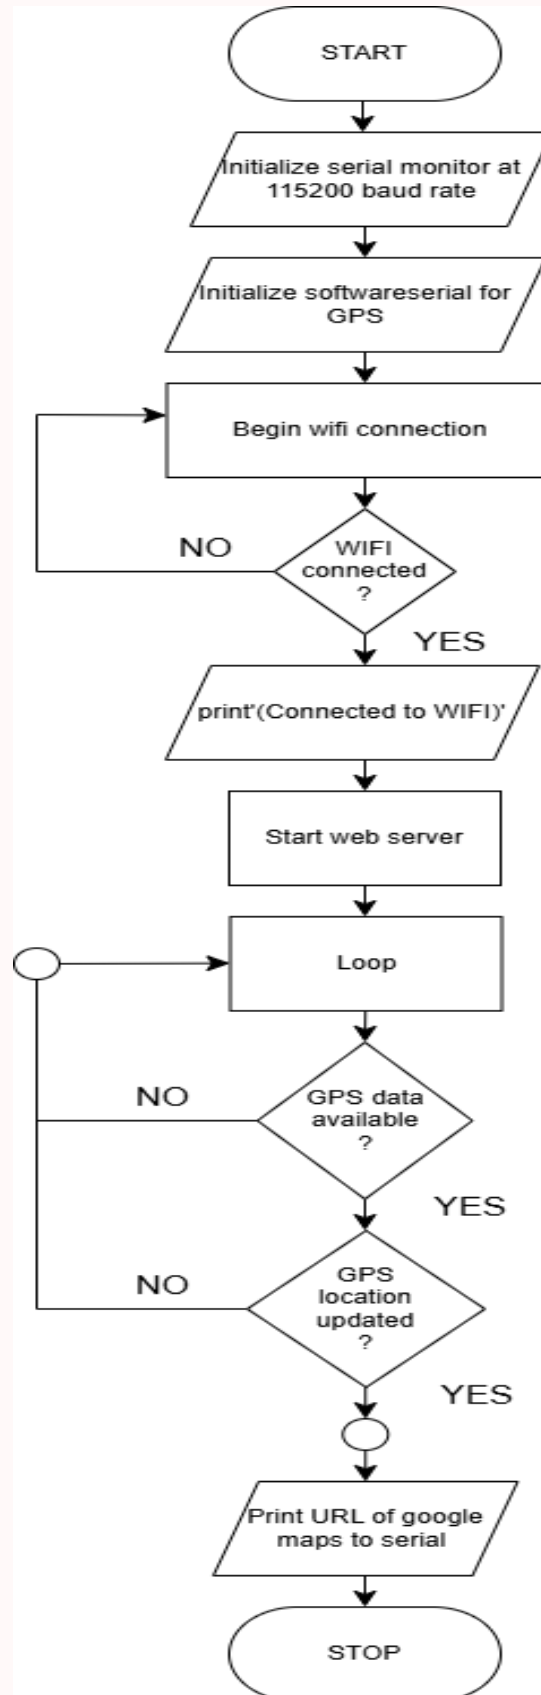 START
Initialize serial monitor at
115200 baud rate
Initialize softwareserial for
GPS
Begin wifi connection
NO
WIFI
connected
?
YES
print'(Connected to WIFI)'
Start web server
Loop
NO
GPS data
available
?
YES
NO
GPS
location
updated
?
YES
Print URL of google
maps to serial
STOP